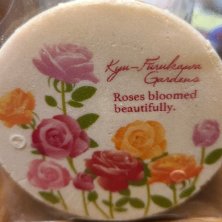 Kyu-Furukawa
Gardens
Roses bloomed
beautifully.